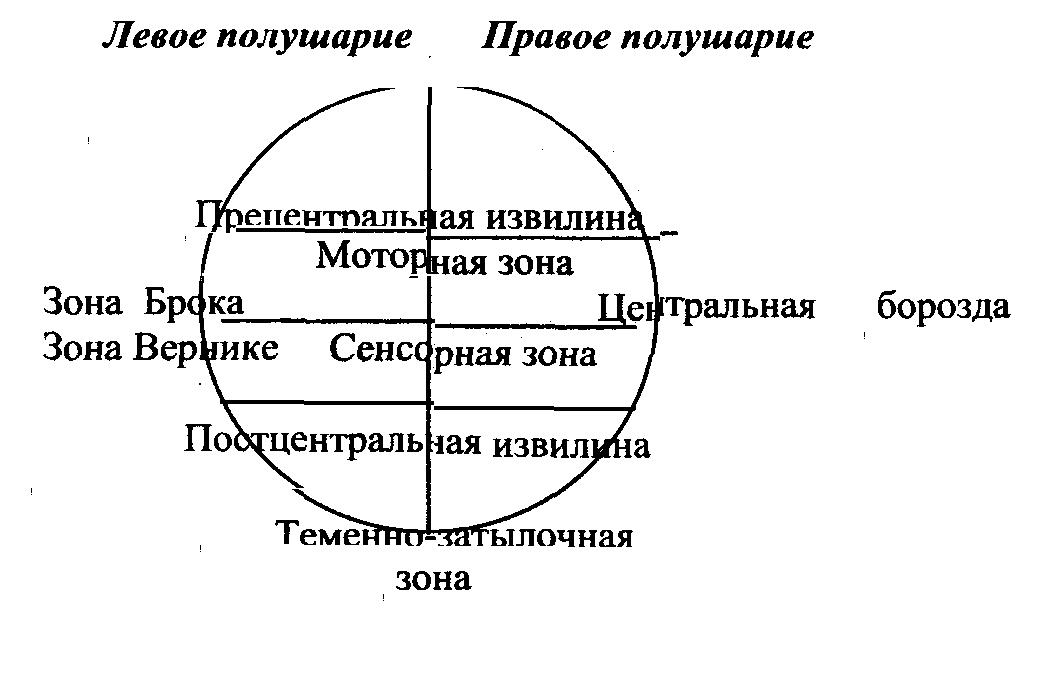 Левое полушарие Правое полушарие
Прецентральная извилина
Моторная зона
Зона Брока Центральная борозда
Зона Вернике Сенсорная зона
Постцентральная извилина
Теменно-затылочная
зона